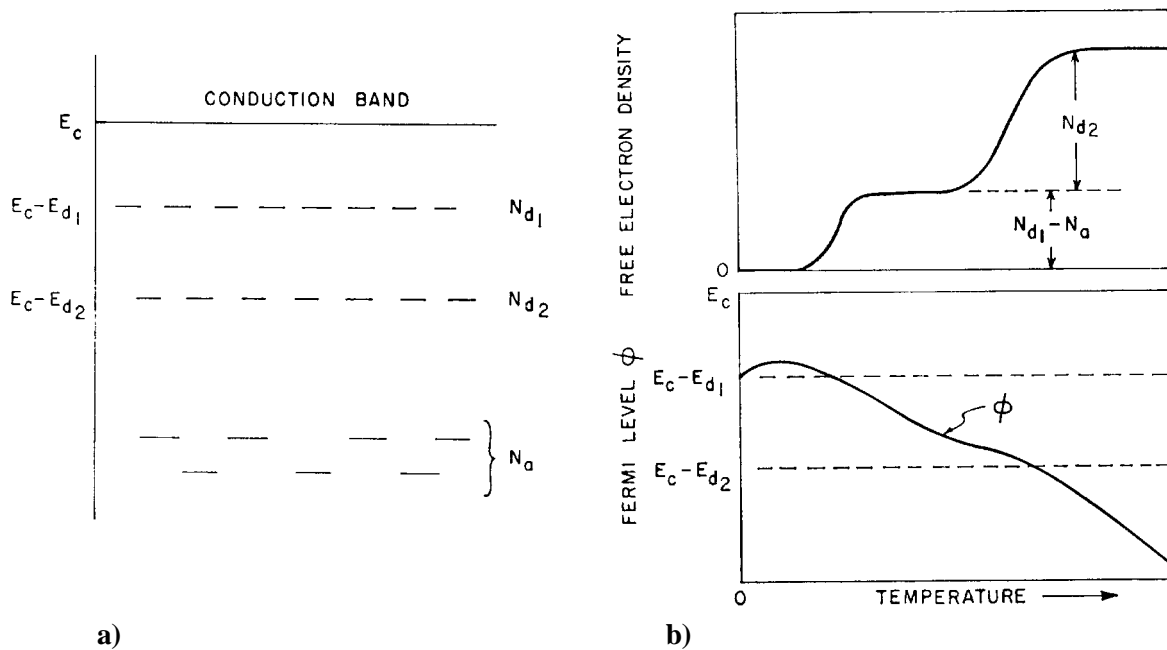 CONDUCTION BAND
E_c
E_c–E_d1
N_d1
E_c–E_d2
N_d2
N_a
a)
FREE ELECTRON DENSITY
N_d2
N_d1–N_a
0
E_c
FERMI LEVEL ϕ
E_c–E_d1
ϕ
E_c–E_d2
0
TEMPERATURE
b)